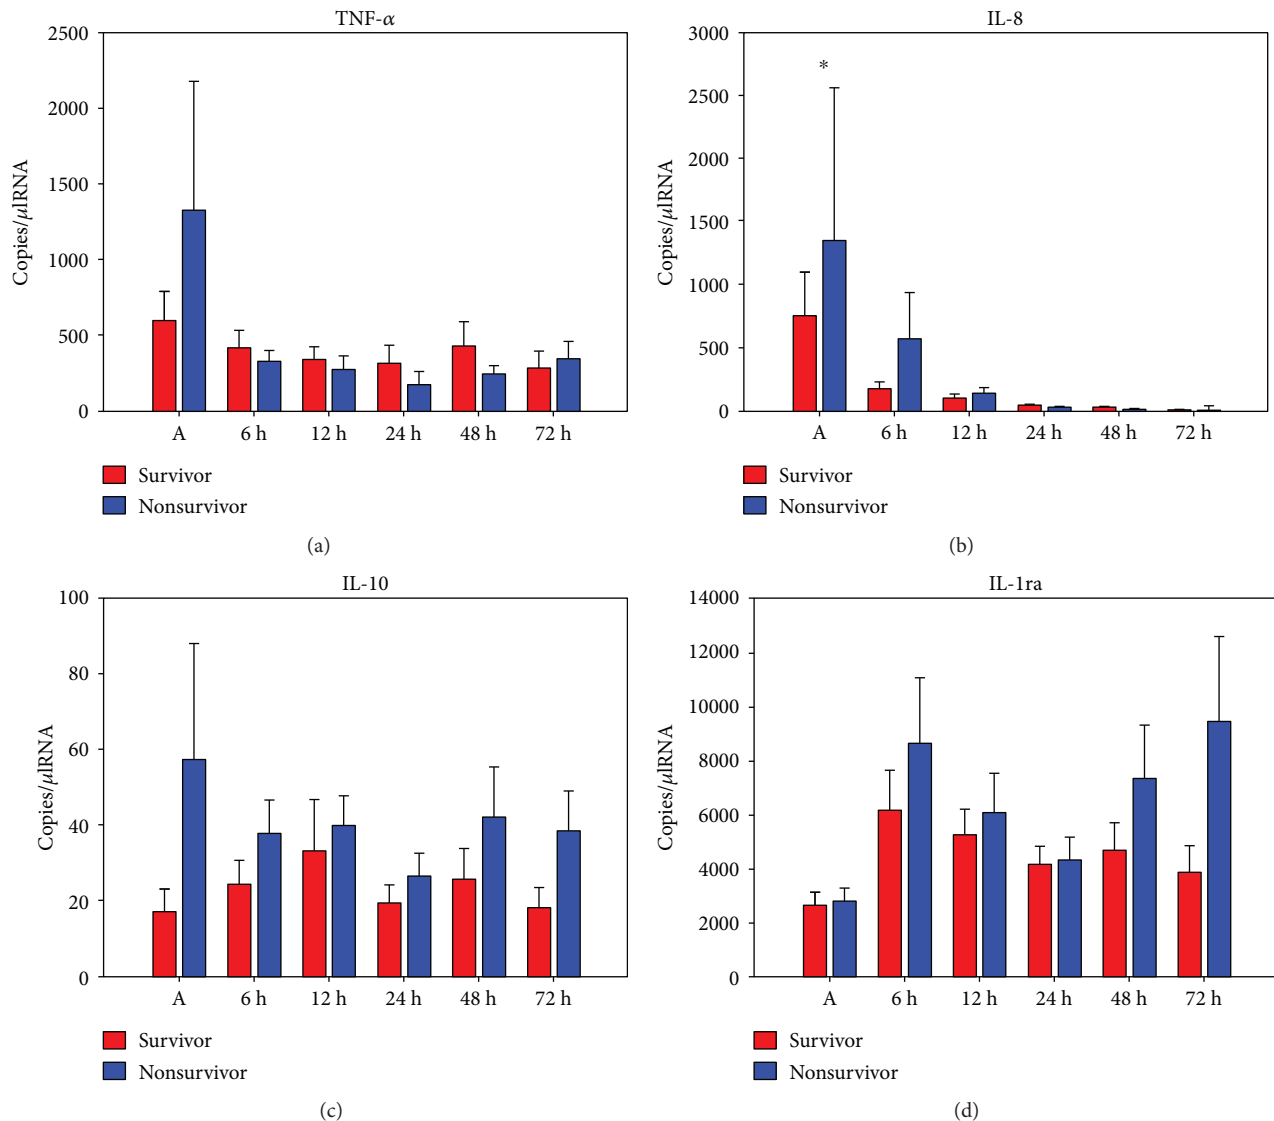 TNF-α
2500
2000
1500
1000
500
0
Copies/μlRNA
A 6 h 12 h 24 h 48 h 72 h
Survivor
Nonsurvivor
(a)
IL-8
3000
2500
2000
1500
1000
500
0
Copies/μlRNA
*
A 6 h 12 h 24 h 48 h 72 h
Survivor
Nonsurvivor
(b)
IL-10
100
80
60
40
20
0
Copies/μlRNA
A 6 h 12 h 24 h 48 h 72 h
Survivor
Nonsurvivor
(c)
IL-1ra
14000
12000
10000
8000
6000
4000
2000
0
Copies/μlRNA
A 6 h 12 h 24 h 48 h 72 h
Survivor
Nonsurvivor
(d)